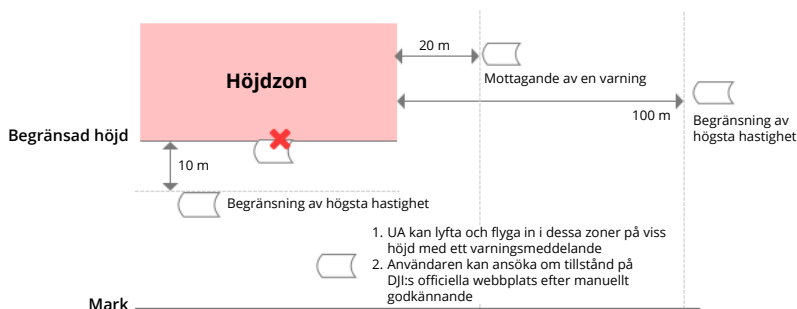 20 m
Mottagande av en varning
Höjdzon
100 m
Begränsning av
högsta hastighet
Begränsad höjd
10 m
Begränsning av högsta hastighet
1. UA kan lyfta och flyga in i dessa zoner på viss
höjd med ett varningsmeddelande
2. Användaren kan ansöka om tillstånd på
DJI:s officiella webbplats efter manuellt
godkännande
Mark